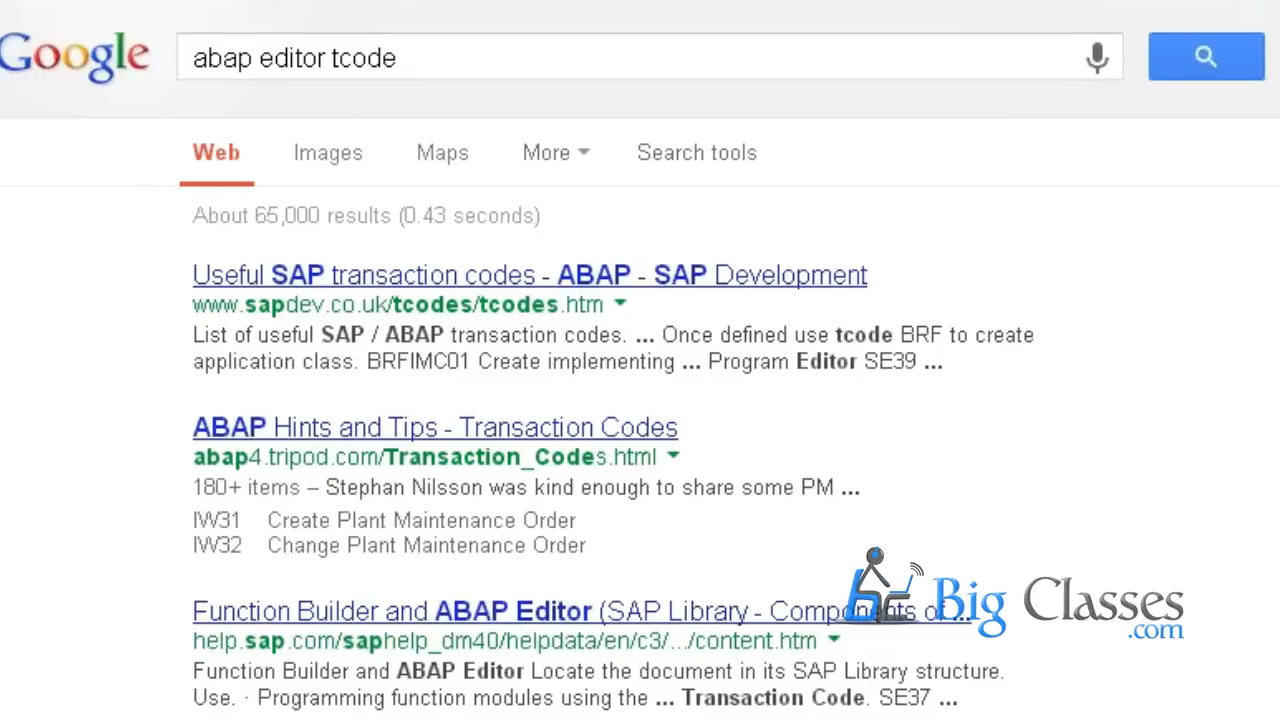 Google
abap editor tcode
Web Images Maps More Search tools
About 65,000 results (0.43 seconds)
Useful SAP transaction codes - ABAP - SAP Development
www.sapdev.co.uk/tcodes/tcodes.htm
List of useful SAP / ABAP transaction codes. ... Once defined use tcode BRF to create
application class. BRFIMC01 Create implementing ... Program Editor SE39 ...
ABAP Hints and Tips - Transaction Codes
abap4.tripod.com/Transaction_Codes.html
180+ items – Stephan Nilsson was kind enough to share some PM ...
IW31 Create Plant Maintenance Order
IW32 Change Plant Maintenance Order
Function Builder and ABAP Editor (SAP Library - Components of ...
help.sap.com/saphelp_dm40/helpdata/en/c3/.../content.htm
Function Builder and ABAP Editor Locate the document in its SAP Library structure.
Use. · Programming function modules using the ... Transaction Code. SE37 ...
Big Classes
.com